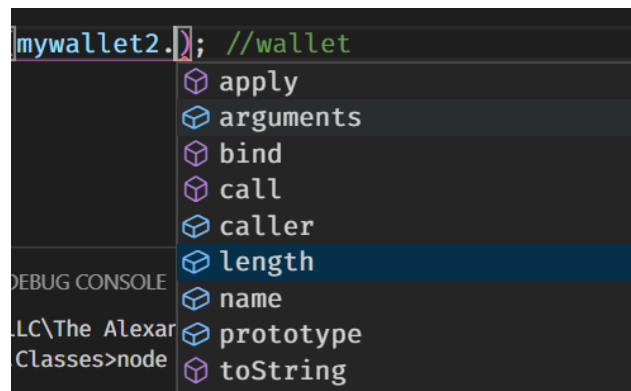 mywallet2.); //wallet
apply
arguments
bind
call
caller
length
DEBUG CONSOLE
name
LLC\The Alexar
prototype
Classes>node
toString